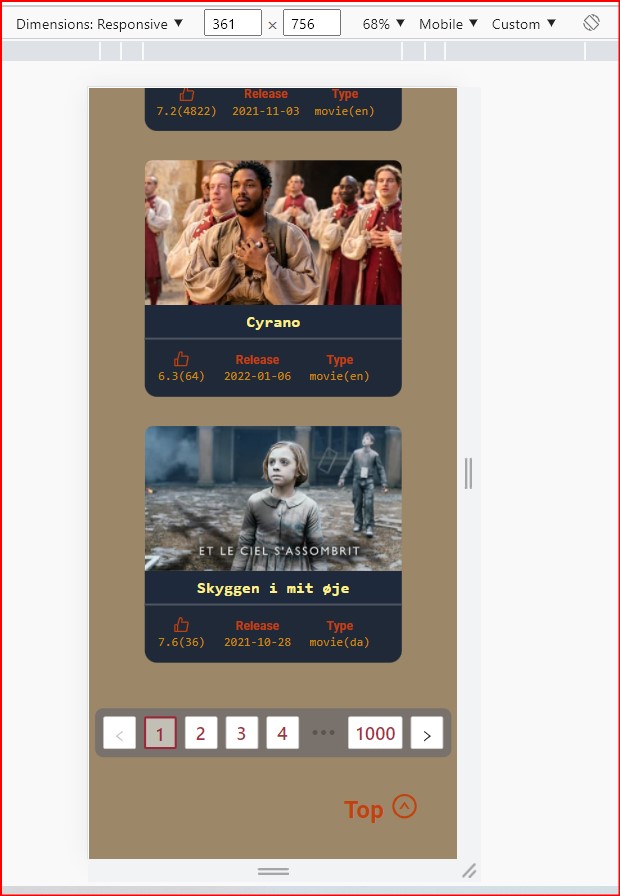 Dimensions: Responsive ▼ 361 × 756 68% ▼ Mobile ▼ Custom ▼
Release Type
7.2(4822) 2021-11-03 movie(en)
Cyrano
Release Type
6.3(64) 2022-01-06 movie(en)
ET LE CIEL S'ASSOMBRIT
Skyggen i mit øje
Release Type
7.6(36) 2021-10-28 movie(da)
< 1 2 3 4 ••• 1000 >
Top